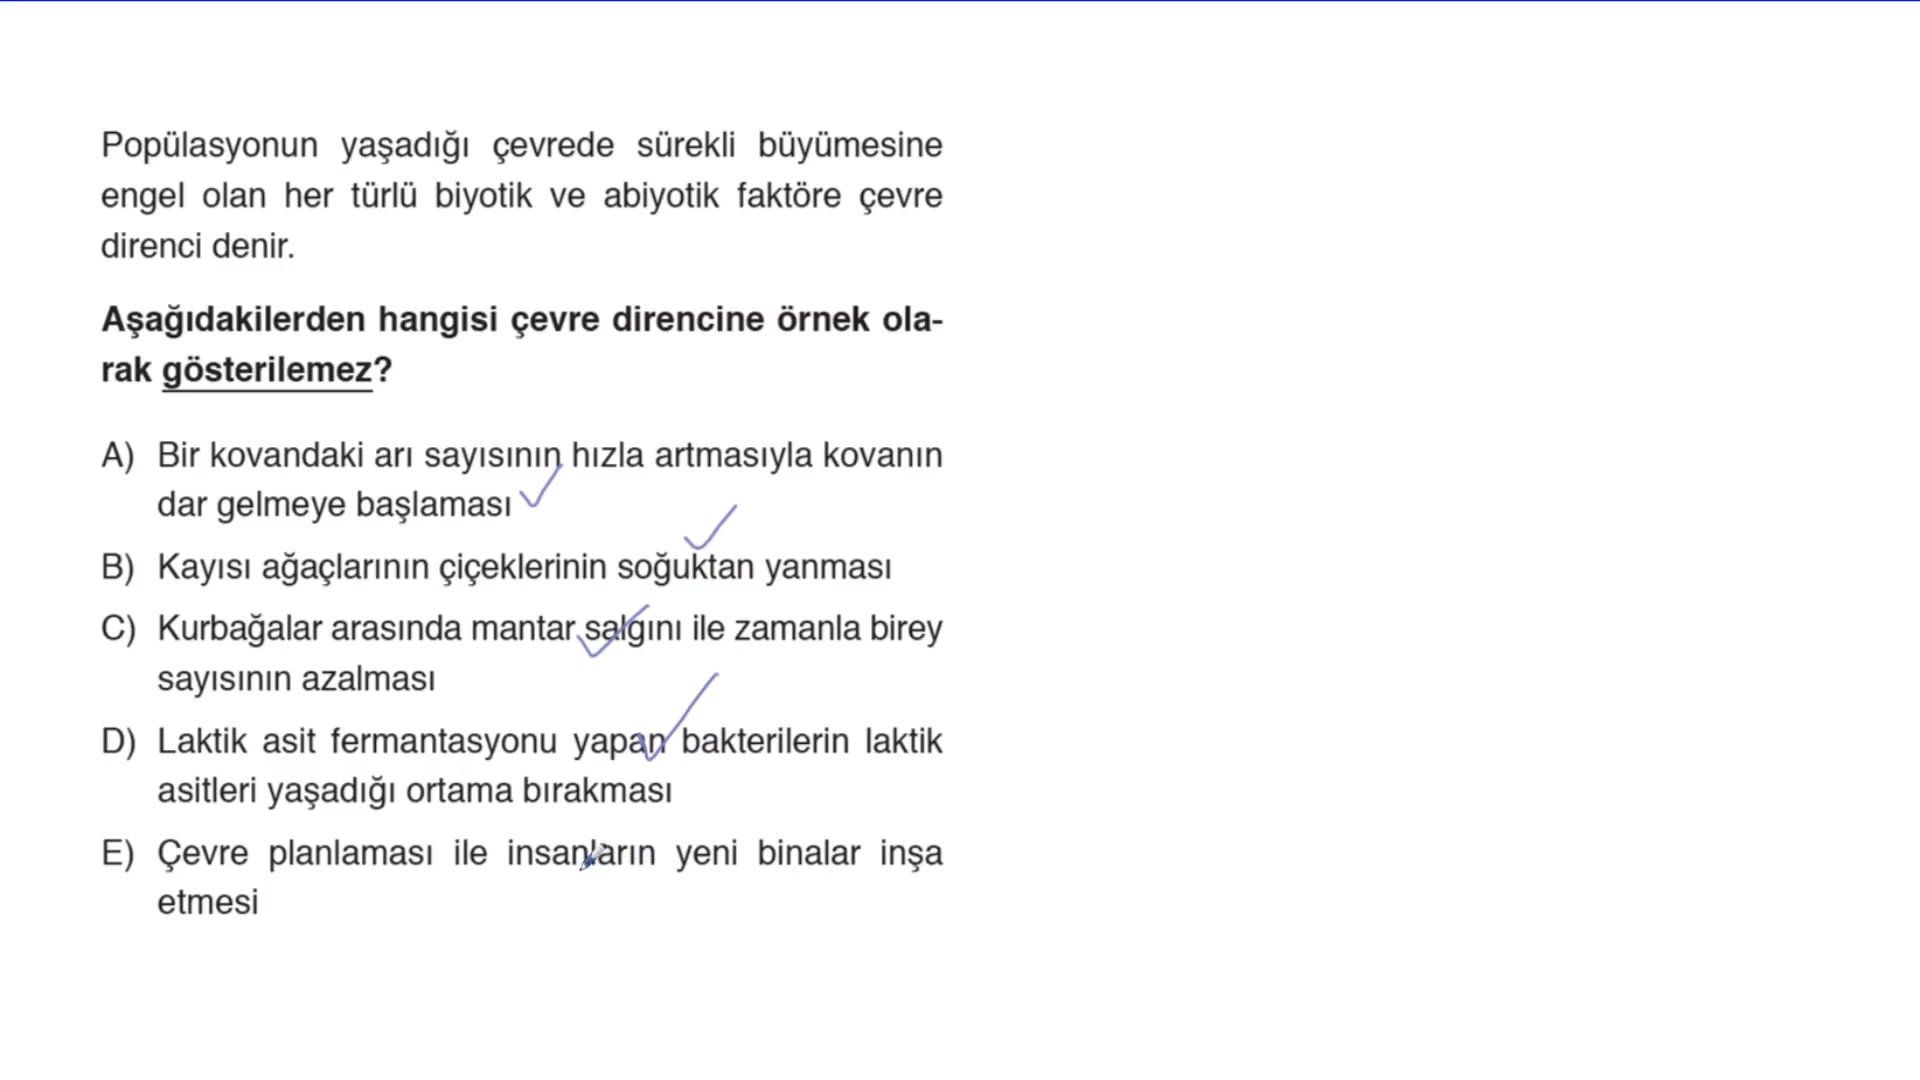 Popülasyonun yaşadığı çevrede sürekli büyümesine
engel olan her türlü biyotik ve abiyotik faktöre çevre
direnci denir.
Aşağıdakilerden hangisi çevre direncine örnek ola-
rak gösterilemez?
A) Bir kovandaki arı sayısının hızla artmasıyla kovanın
dar gelmeye başlaması
B) Kayısı ağaçlarının çiçeklerinin soğuktan yanması
C) Kurbağalar arasında mantar salgını ile zamanla birey
sayısının azalması
D) Laktik asit fermantasyonu yapan bakterilerin laktik
asitleri yaşadığı ortama bırakması
E) Çevre planlaması ile insanların yeni binalar inşa
etmesi